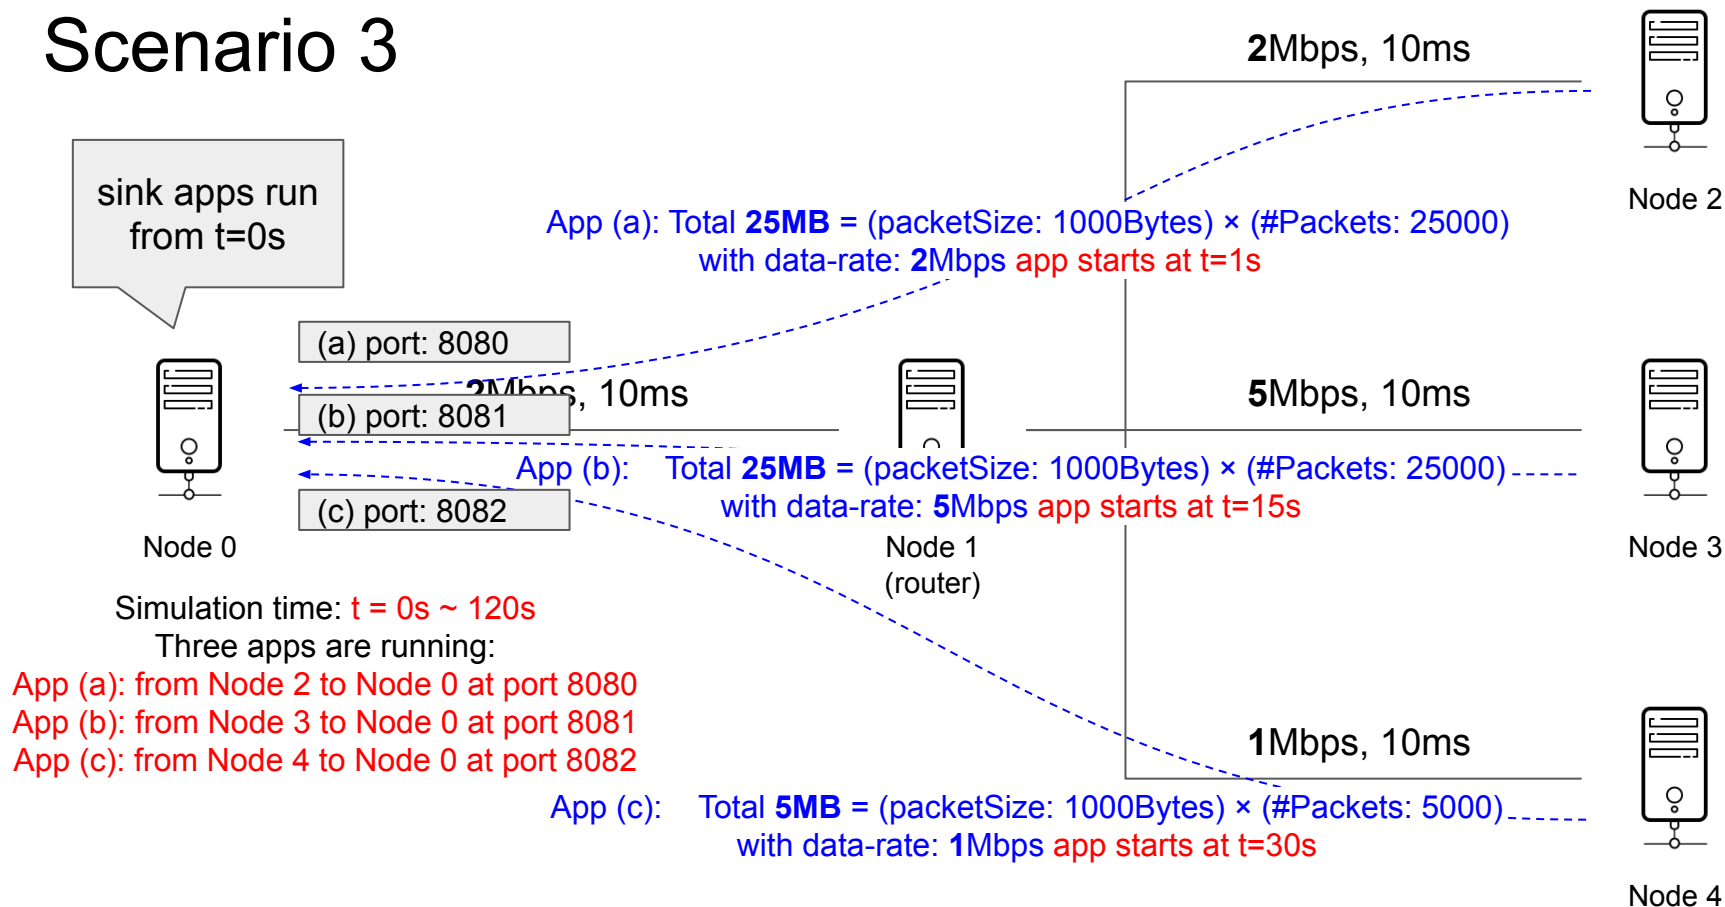 Scenario 3
2Mbps, 10ms
Node 2
sink apps run
from t=0s
App (a): Total 25MB = (packetSize: 1000Bytes) × (#Packets: 25000)
with data-rate: 2Mbps app starts at t=1s
(a) port: 8080
2Mbps, 10ms
(b) port: 8081
5Mbps, 10ms
App (b): Total 25MB = (packetSize: 1000Bytes) × (#Packets: 25000)
with data-rate: 5Mbps app starts at t=15s
(c) port: 8082
Node 0
Node 1
(router)
Node 3
Simulation time: t = 0s ~ 120s
Three apps are running:
App (a): from Node 2 to Node 0 at port 8080
App (b): from Node 3 to Node 0 at port 8081
App (c): from Node 4 to Node 0 at port 8082
1Mbps, 10ms
App (c): Total 5MB = (packetSize: 1000Bytes) × (#Packets: 5000)
with data-rate: 1Mbps app starts at t=30s
Node 4